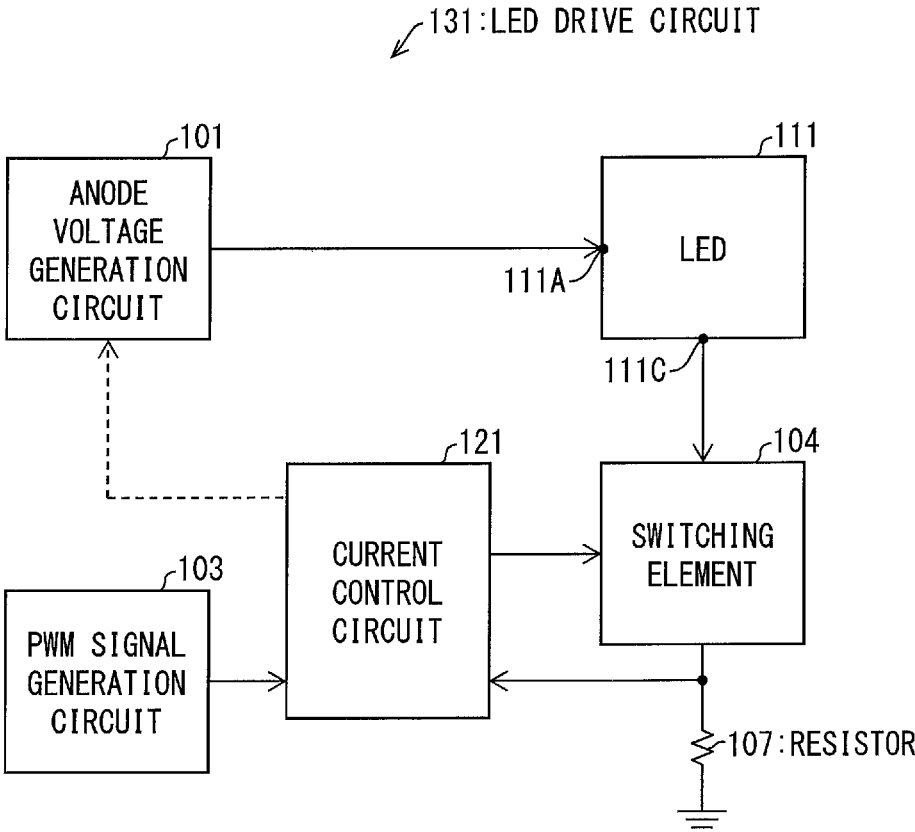 131:LED DRIVE CIRCUIT
101
ANODE
VOLTAGE
GENERATION
CIRCUIT
111
LED
111A
111C
121
CURRENT
CONTROL
CIRCUIT
104
SWITCHING
ELEMENT
103
PWM SIGNAL
GENERATION
CIRCUIT
107:RESISTOR